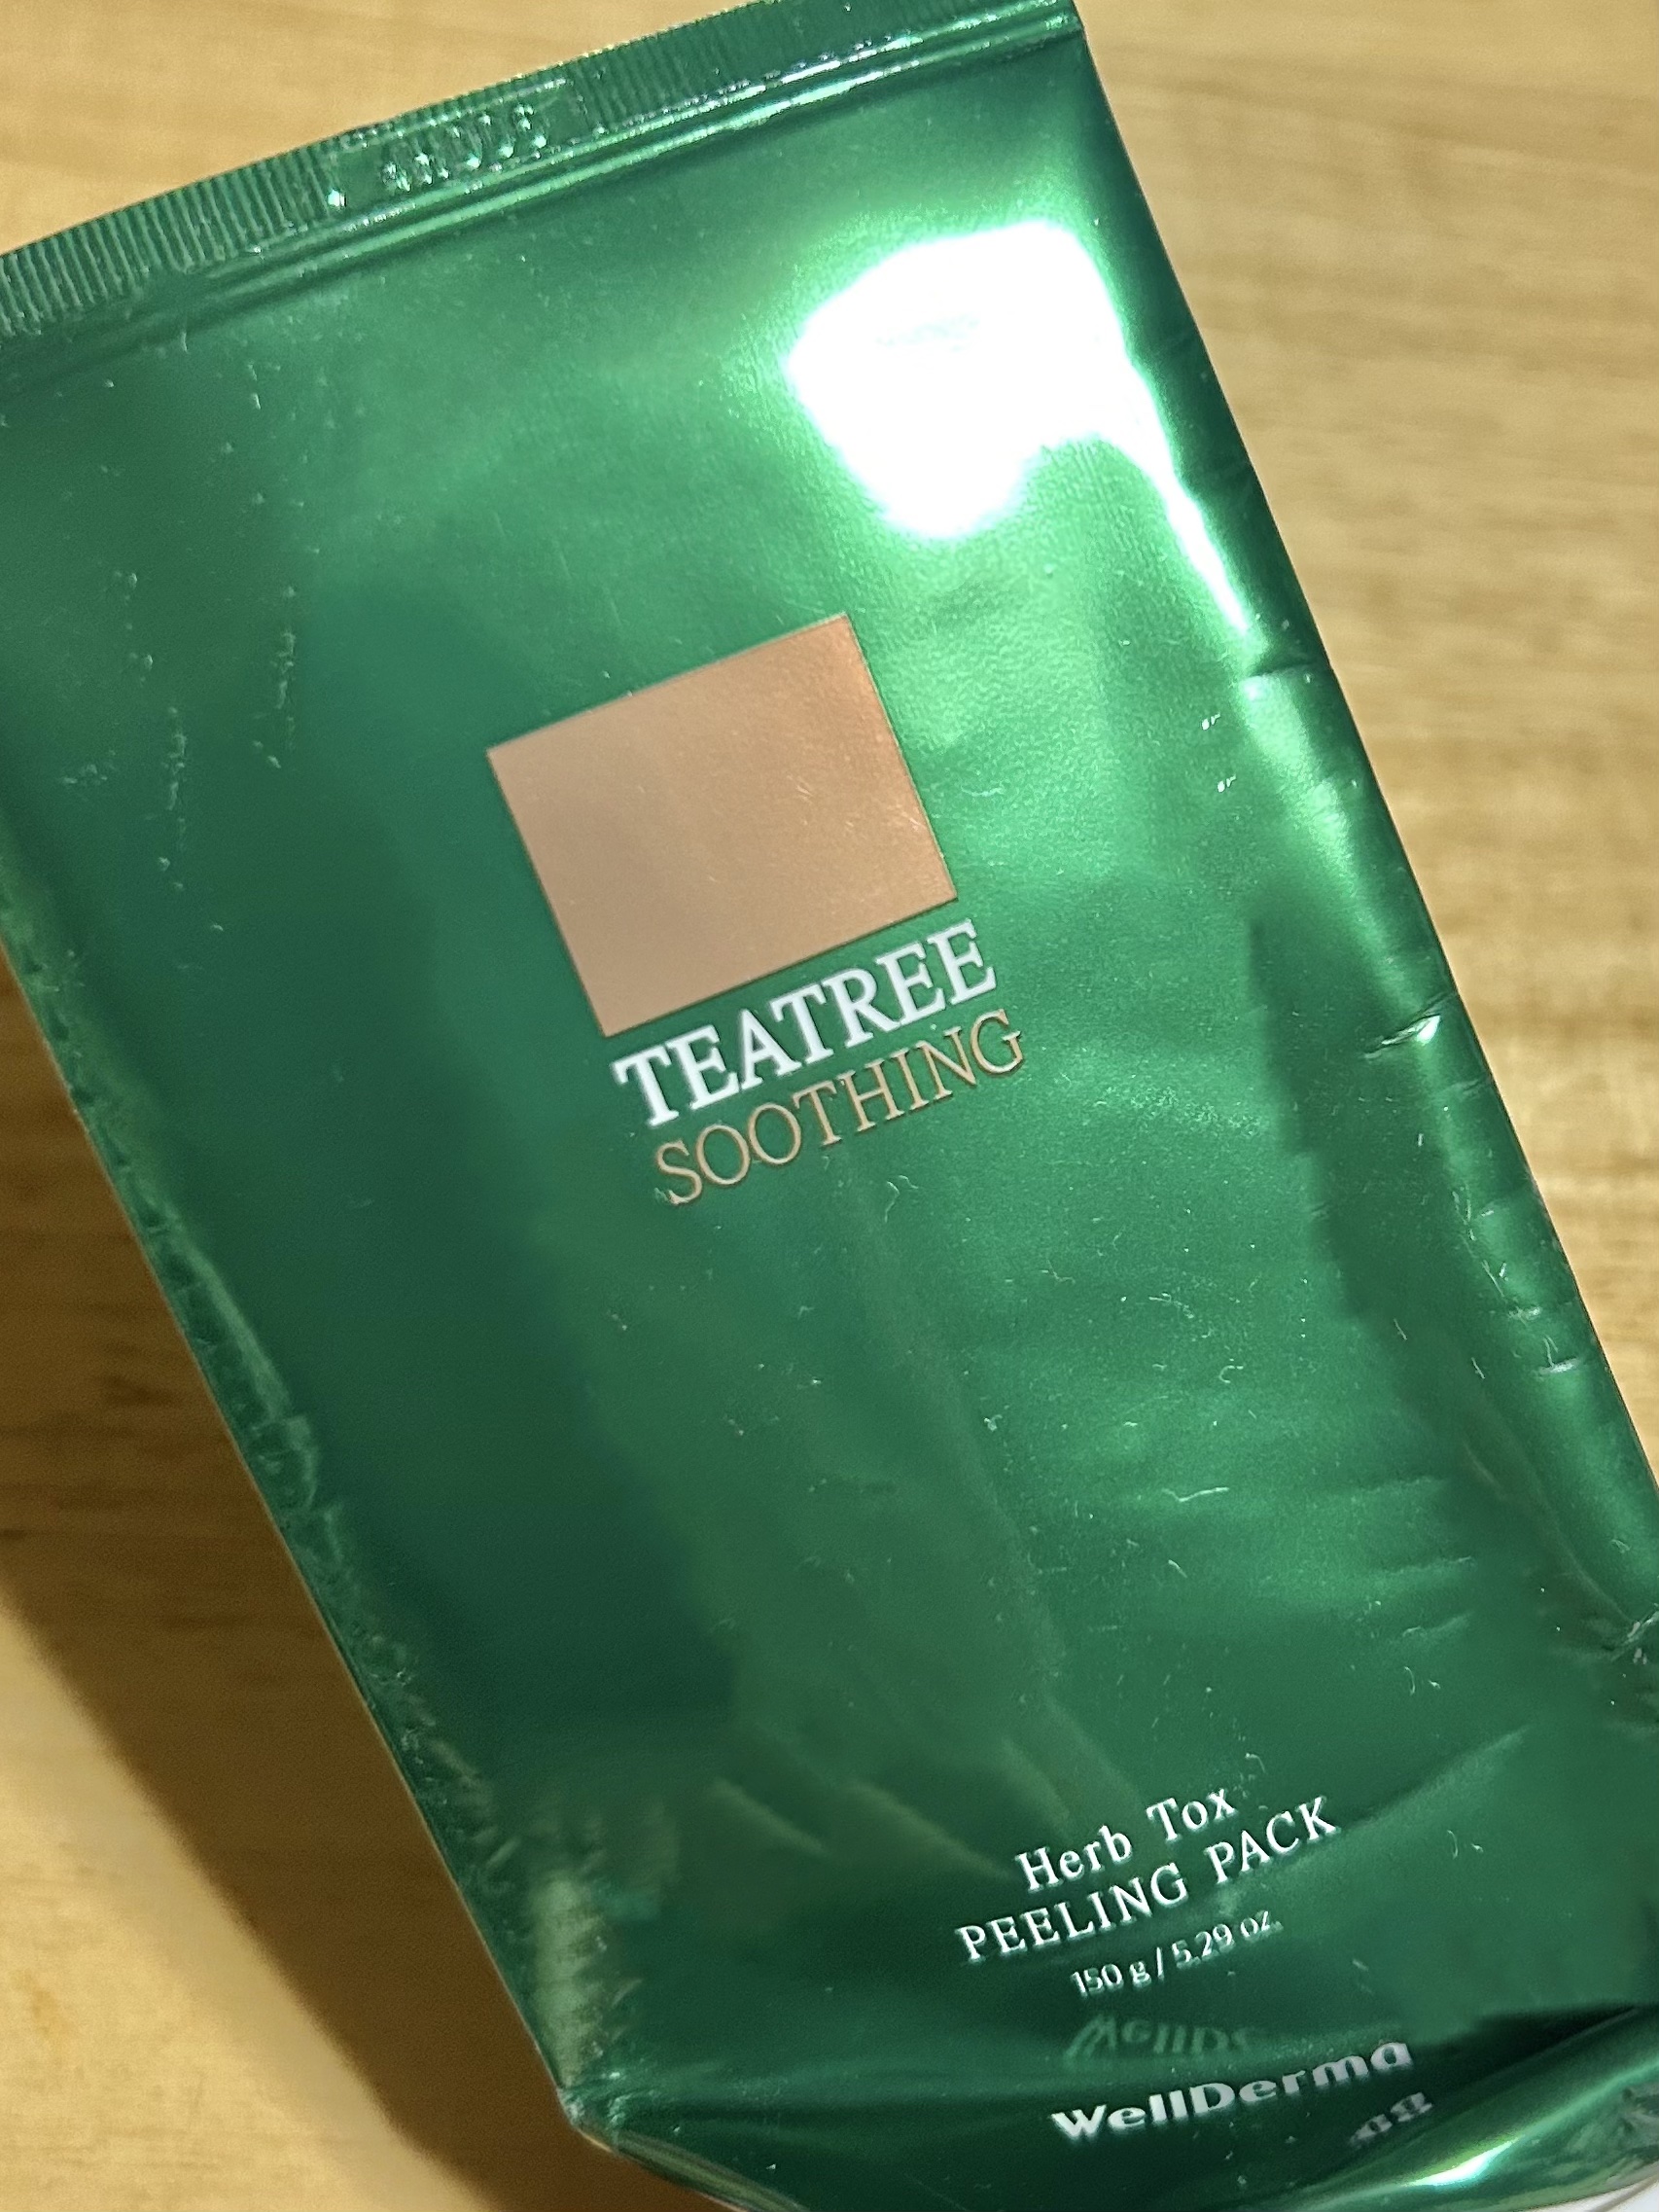 TEATREE
SOOTHING
Herb Tox
PEELING PACK
150 g / 5.29 oz.
WellDerma